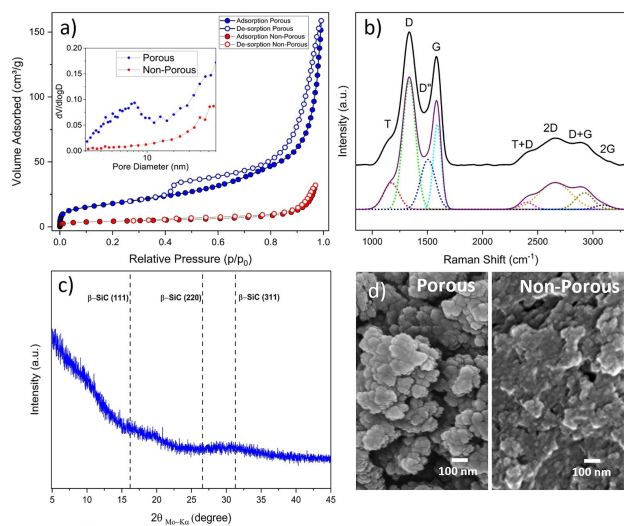 a)
Adsorption Porous
De-sorption Porous
Adsorption Non-Porous
De-sorption Non-Porous
Volume Adsorbed (cm³/g)
150
100
50
0
0.0 0.2 0.4 0.6 0.8 1.0
Relative Pressure (p/p₀)
dV/dlogD
0.20
0.15
0.10
0.05
0.00
Porous
Non-Porous
10
Pore Diameter (nm)
b)
Intensity (a.u.)
T
D
D"
G
T+D
2D
D+G
2G
1000 1500 2000 2500 3000
Raman Shift (cm⁻¹)
c)
β–SiC (111)
β–SiC (220)
β–SiC (311)
Intensity (a.u.)
5 10 15 20 25 30 35 40 45
2θ Mo–Kα (degree)
d)
Porous
100 nm
Non-Porous
100 nm